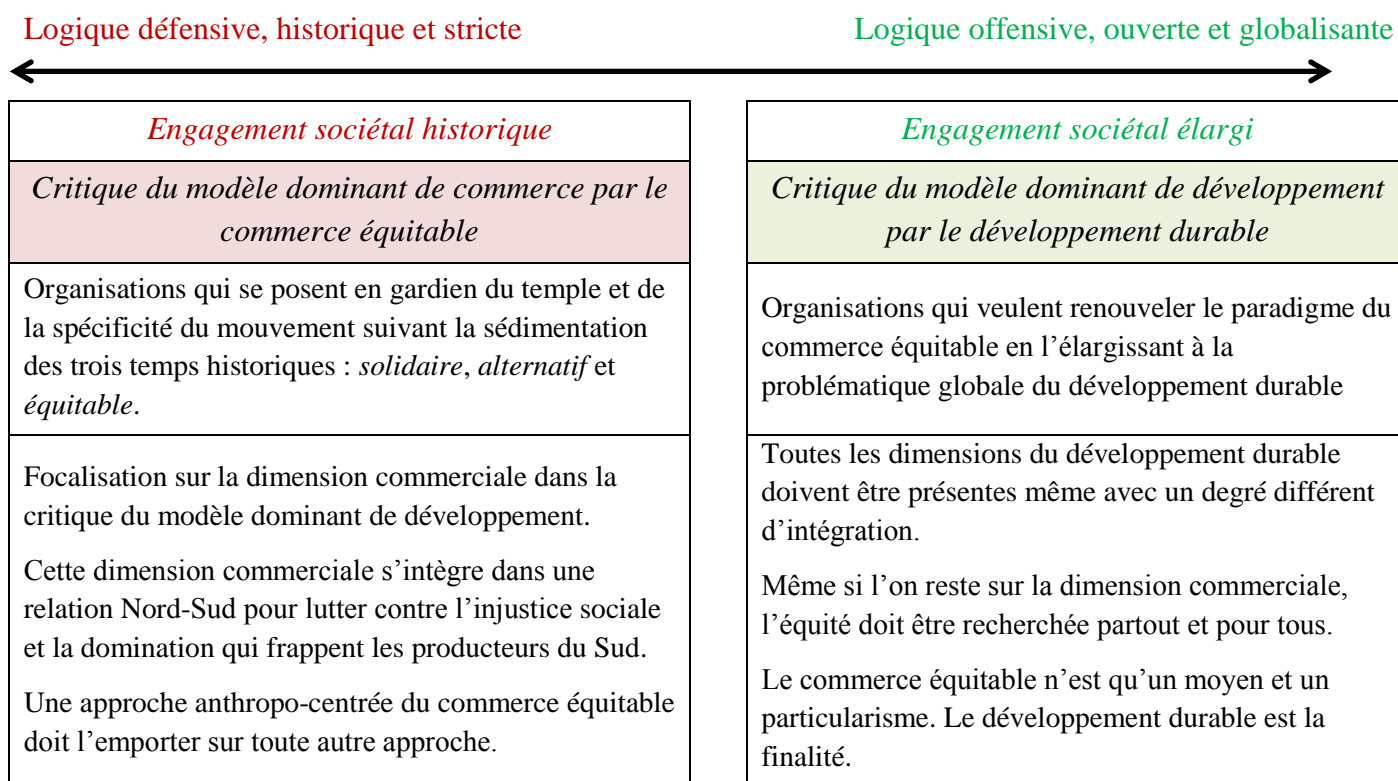 Logique défensive, historique et stricte
Logique offensive, ouverte et globalisante
Engagement sociétal historique
Critique du modèle dominant de commerce par le
commerce équitable
Organisations qui se posent en gardien du temple et de
la spécificité du mouvement suivant la sédimentation
des trois temps historiques : solidaire, alternatif et
équitable.
Focalisation sur la dimension commerciale dans la
critique du modèle dominant de développement.
Cette dimension commerciale s’intègre dans une
relation Nord-Sud pour lutter contre l’injustice sociale
et la domination qui frappent les producteurs du Sud.
Une approche anthropo-centrée du commerce équitable
doit l’emporter sur toute autre approche.
Engagement sociétal élargi
Critique du modèle dominant de développement
par le développement durable
Organisations qui veulent renouveler le paradigme du
commerce équitable en l’élargissant à la
problématique globale du développement durable
Toutes les dimensions du développement durable
doivent être présentes même avec un degré différent
d’intégration.
Même si l’on reste sur la dimension commerciale,
l’équité doit être recherchée partout et pour tous.
Le commerce équitable n’est qu’un moyen et un
particularisme. Le développement durable est la
finalité.